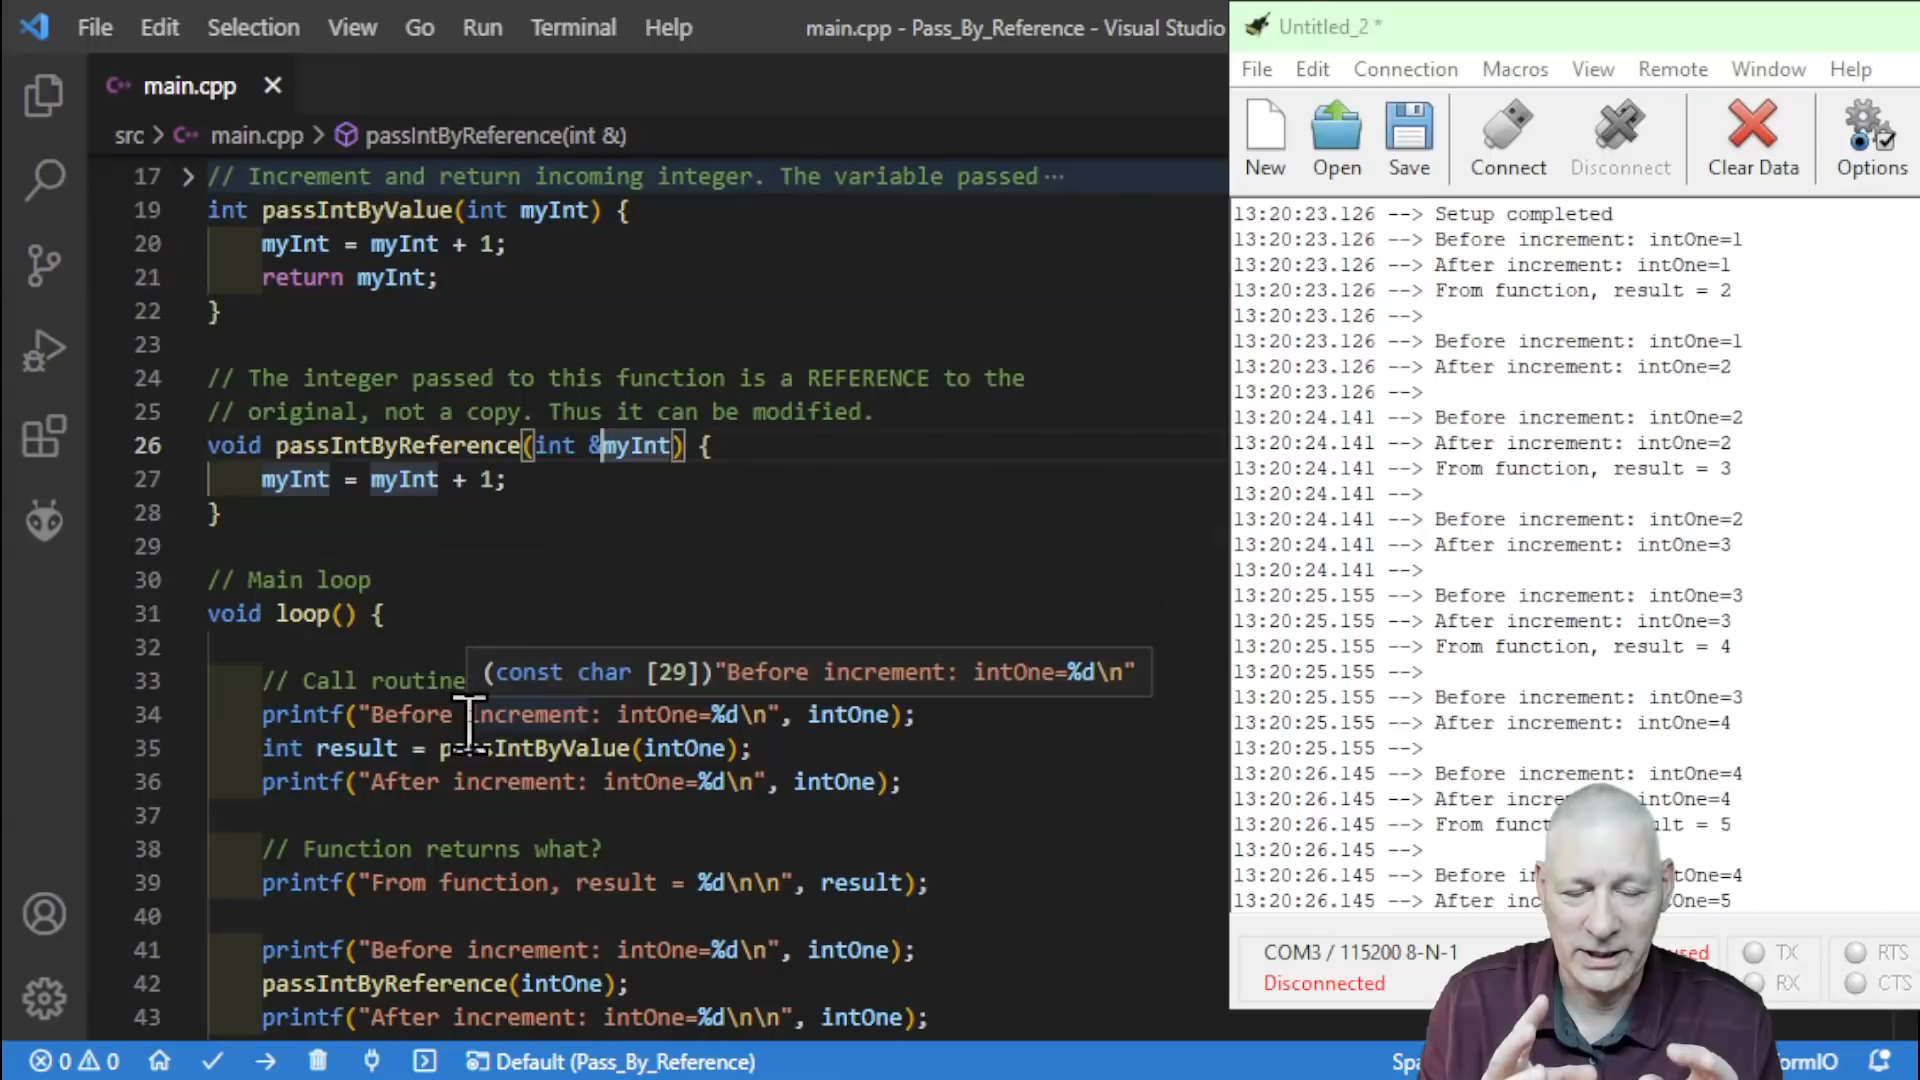 File Edit Selection View Go Run Terminal Help main.cpp - Pass_By_Reference - Visual Studio
main.cpp
src > main.cpp > passIntByReference(int &)
17 // Increment and return incoming integer. The variable passed ···
19 int passIntByValue(int myInt) {
20 myInt = myInt + 1;
21 return myInt;
22 }
23
24 // The integer passed to this function is a REFERENCE to the
25 // original, not a copy. Thus it can be modified.
26 void passIntByReference(int &myInt) {
27 myInt = myInt + 1;
28 }
29
30 // Main loop
31 void loop() {
32
33 // Call routine
(const char [29])"Before increment: intOne=%d\n"
34 printf("Before increment: intOne=%d\n", intOne);
35 int result = passIntByValue(intOne);
36 printf("After increment: intOne=%d\n", intOne);
37
38 // Function returns what?
39 printf("From function, result = %d\n\n", result);
40
41 printf("Before increment: intOne=%d\n", intOne);
42 passIntByReference(intOne);
43 printf("After increment: intOne=%d\n\n", intOne);
0 0 Default (Pass_By_Reference)
Untitled_2 *
File Edit Connection Macros View Remote Window Help
New Open Save Connect Disconnect Clear Data Options
13:20:23.126 --> Setup completed
13:20:23.126 --> Before increment: intOne=1
13:20:23.126 --> After increment: intOne=1
13:20:23.126 --> From function, result = 2
13:20:23.126 -->
13:20:23.126 --> Before increment: intOne=1
13:20:23.126 --> After increment: intOne=2
13:20:23.126 -->
13:20:24.141 --> Before increment: intOne=2
13:20:24.141 --> After increment: intOne=2
13:20:24.141 --> From function, result = 3
13:20:24.141 -->
13:20:24.141 --> Before increment: intOne=2
13:20:24.141 --> After increment: intOne=3
13:20:24.141 -->
13:20:25.155 --> Before increment: intOne=3
13:20:25.155 --> After increment: intOne=3
13:20:25.155 --> From function, result = 4
13:20:25.155 -->
13:20:25.155 --> Before increment: intOne=3
13:20:25.155 --> After increment: intOne=4
13:20:25.155 -->
13:20:26.145 --> Before increment: intOne=4
13:20:26.145 --> After incre intOne=4
13:20:26.145 --> From funct ult = 5
13:20:26.145 -->
13:20:26.145 --> Before i One=4
13:20:26.145 --> After inc One=5
COM3 / 115200 8-N-1 TX RTS
Disconnected RX CTS